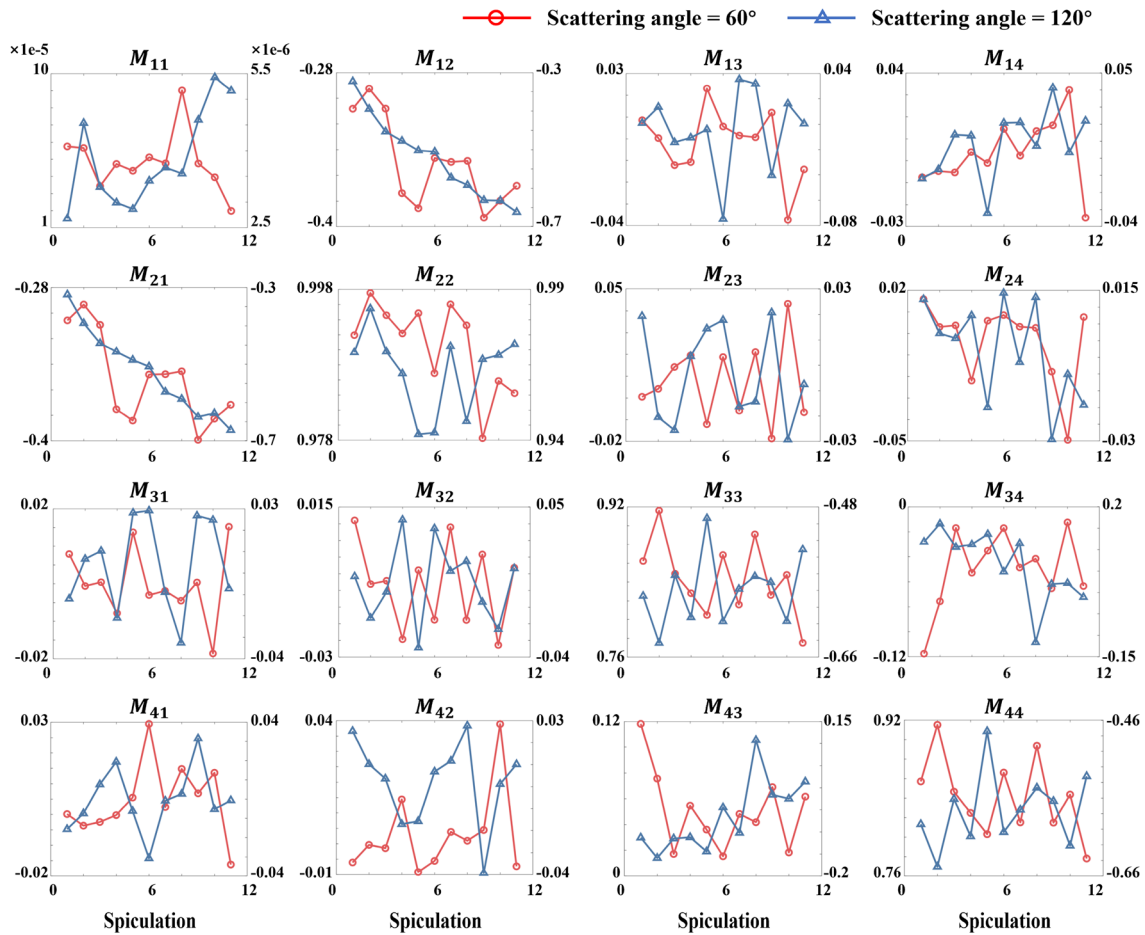 Scattering angle = 60° Scattering angle = 120°
×1e-5 ×1e-6
M11 M12 M13 M14
10 5.5 -0.28 -0.3 0.03 0.04 0.04 0.05
1 2.5 -0.4 -0.7 -0.04 -0.08 -0.03 -0.04
0 6 12 0 6 12 0 6 12 0 6 12
M21 M22 M23 M24
-0.28 -0.3 0.998 0.99 0.05 0.03 0.02 0.015
-0.4 -0.7 0.978 0.94 -0.02 -0.03 -0.05 -0.03
0 6 12 0 6 12 0 6 12 0 6 12
M31 M32 M33 M34
0.02 0.03 0.015 0.05 0.92 -0.48 0 0.2
-0.02 -0.04 -0.03 -0.04 0.76 -0.66 -0.12 -0.15
0 6 12 0 6 12 0 6 12 0 6 12
M41 M42 M43 M44
0.03 0.04 0.04 0.03 0.12 0.15 0.92 -0.46
-0.02 -0.04 -0.01 -0.04 0 -0.2 0.76 -0.66
0 6 12 0 6 12 0 6 12 0 6 12
Spiculation Spiculation Spiculation Spiculation